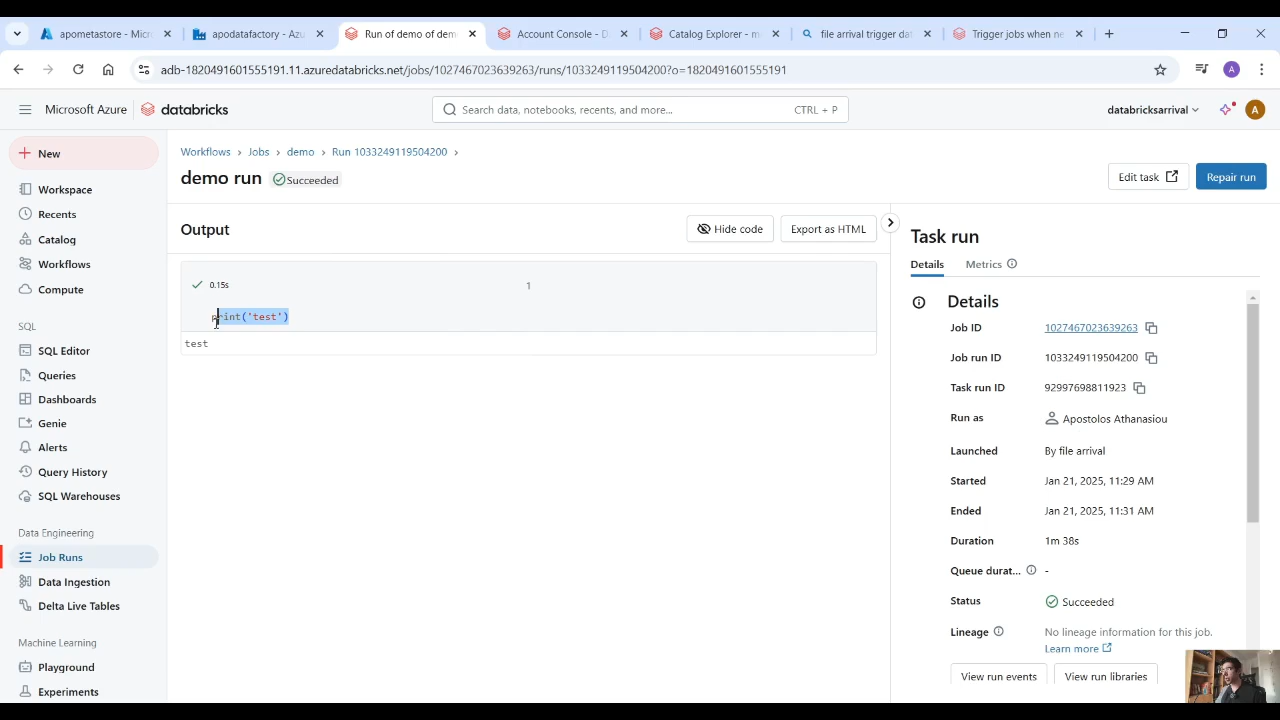 apometastore - Micr
apodatafactory - Azu
Run of demo of dem
Account Console - D
Catalog Explorer - m
file arrival trigger dat
Trigger jobs when ne
adb-1820491601555191.11.azuredatabricks.net/jobs/1027467023639263/runs/1033249119504200?o=1820491601555191
A
Microsoft Azure
databricks
Search data, notebooks, recents, and more...
CTRL + P
databricksarrival
A
New
Workspace
Recents
Catalog
Workflows
Compute
SQL
SQL Editor
Queries
Dashboards
Genie
Alerts
Query History
SQL Warehouses
Data Engineering
Job Runs
Data Ingestion
Delta Live Tables
Machine Learning
Playground
Experiments
Workflows > Jobs > demo > Run 1033249119504200 >
demo run
Succeeded
Edit task
Repair run
Output
Hide code
Export as HTML
0.15s
1
print('test')
test
Task run
Details
Metrics
Details
Job ID
1027467023639263
Job run ID
1033249119504200
Task run ID
92997698811923
Run as
Apostolos Athanasiou
Launched
By file arrival
Started
Jan 21, 2025, 11:29 AM
Ended
Jan 21, 2025, 11:31 AM
Duration
1m 38s
Queue durat...
-
Status
Succeeded
Lineage
No lineage information for this job.
Learn more
View run events
View run libraries